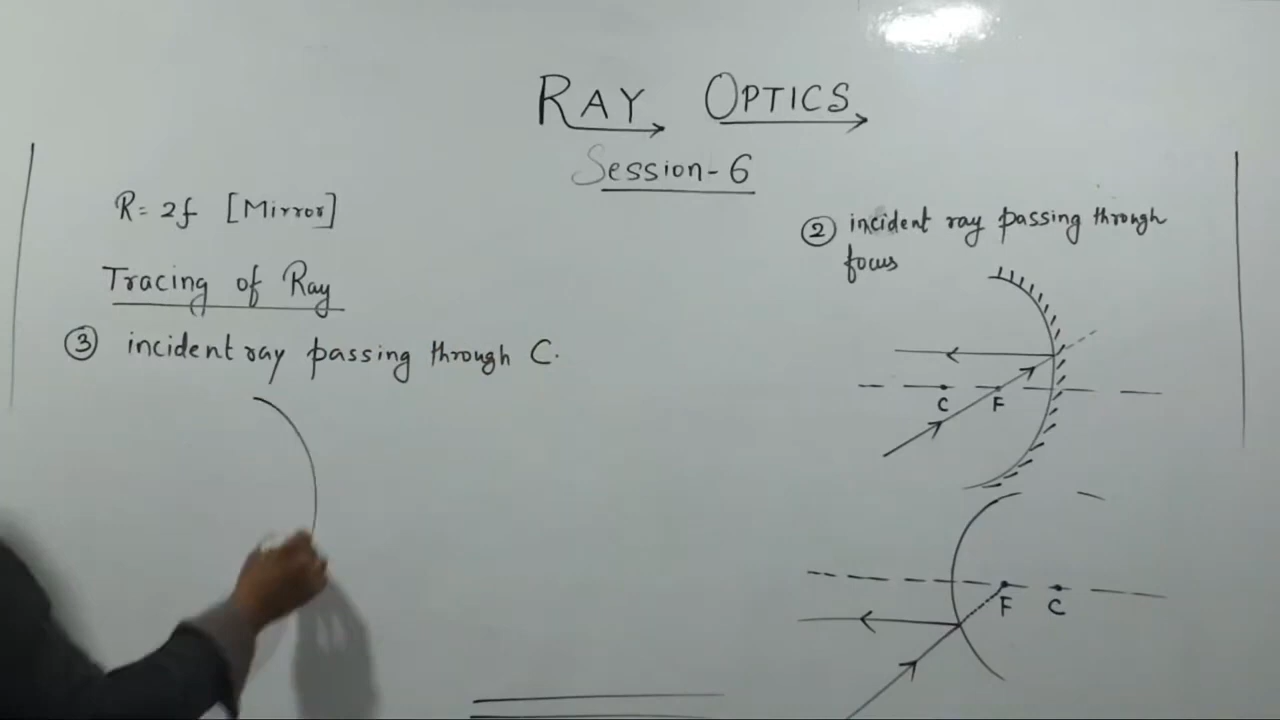 RAY OPTICS
Session-6
R= 2f [Mirror]
Tracing of Ray
③ incident ray passing through C.
② incident ray passing through
focus
C F
F C